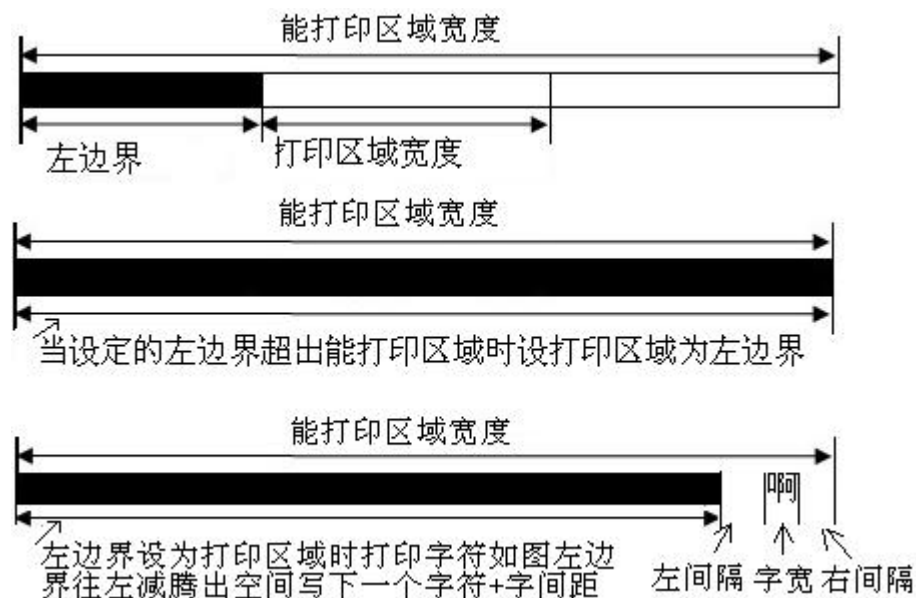 能打印区域宽度
左边界
打印区域宽度
能打印区域宽度
当设定的左边界超出能打印区域时设打印区域为左边界
能打印区域宽度
啊
左边界设为打印区域时打印字符如图左边
界往左减腾出空间写下一个字符+字间距
左间隔 字宽 右间隔